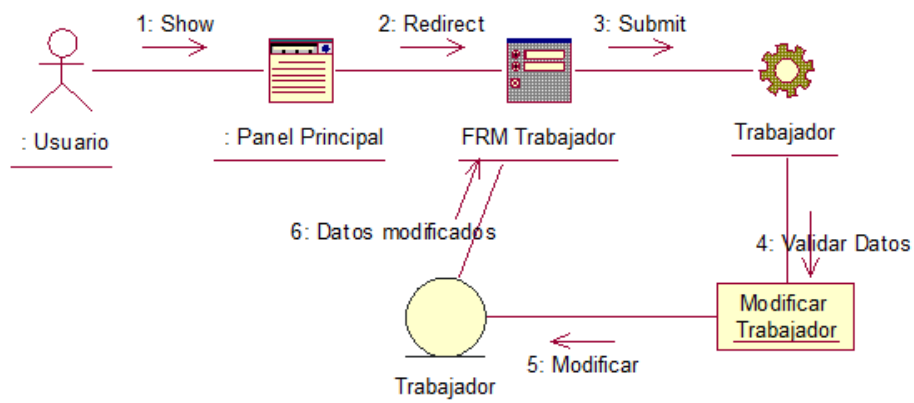 1: Show
2: Redirect
3: Submit
: Usuario
: Panel Principal
FRM Trabajador
Trabajador
6: Datos modificados
4: Validar Datos
Modificar
Trabajador
5: Modificar
Trabajador